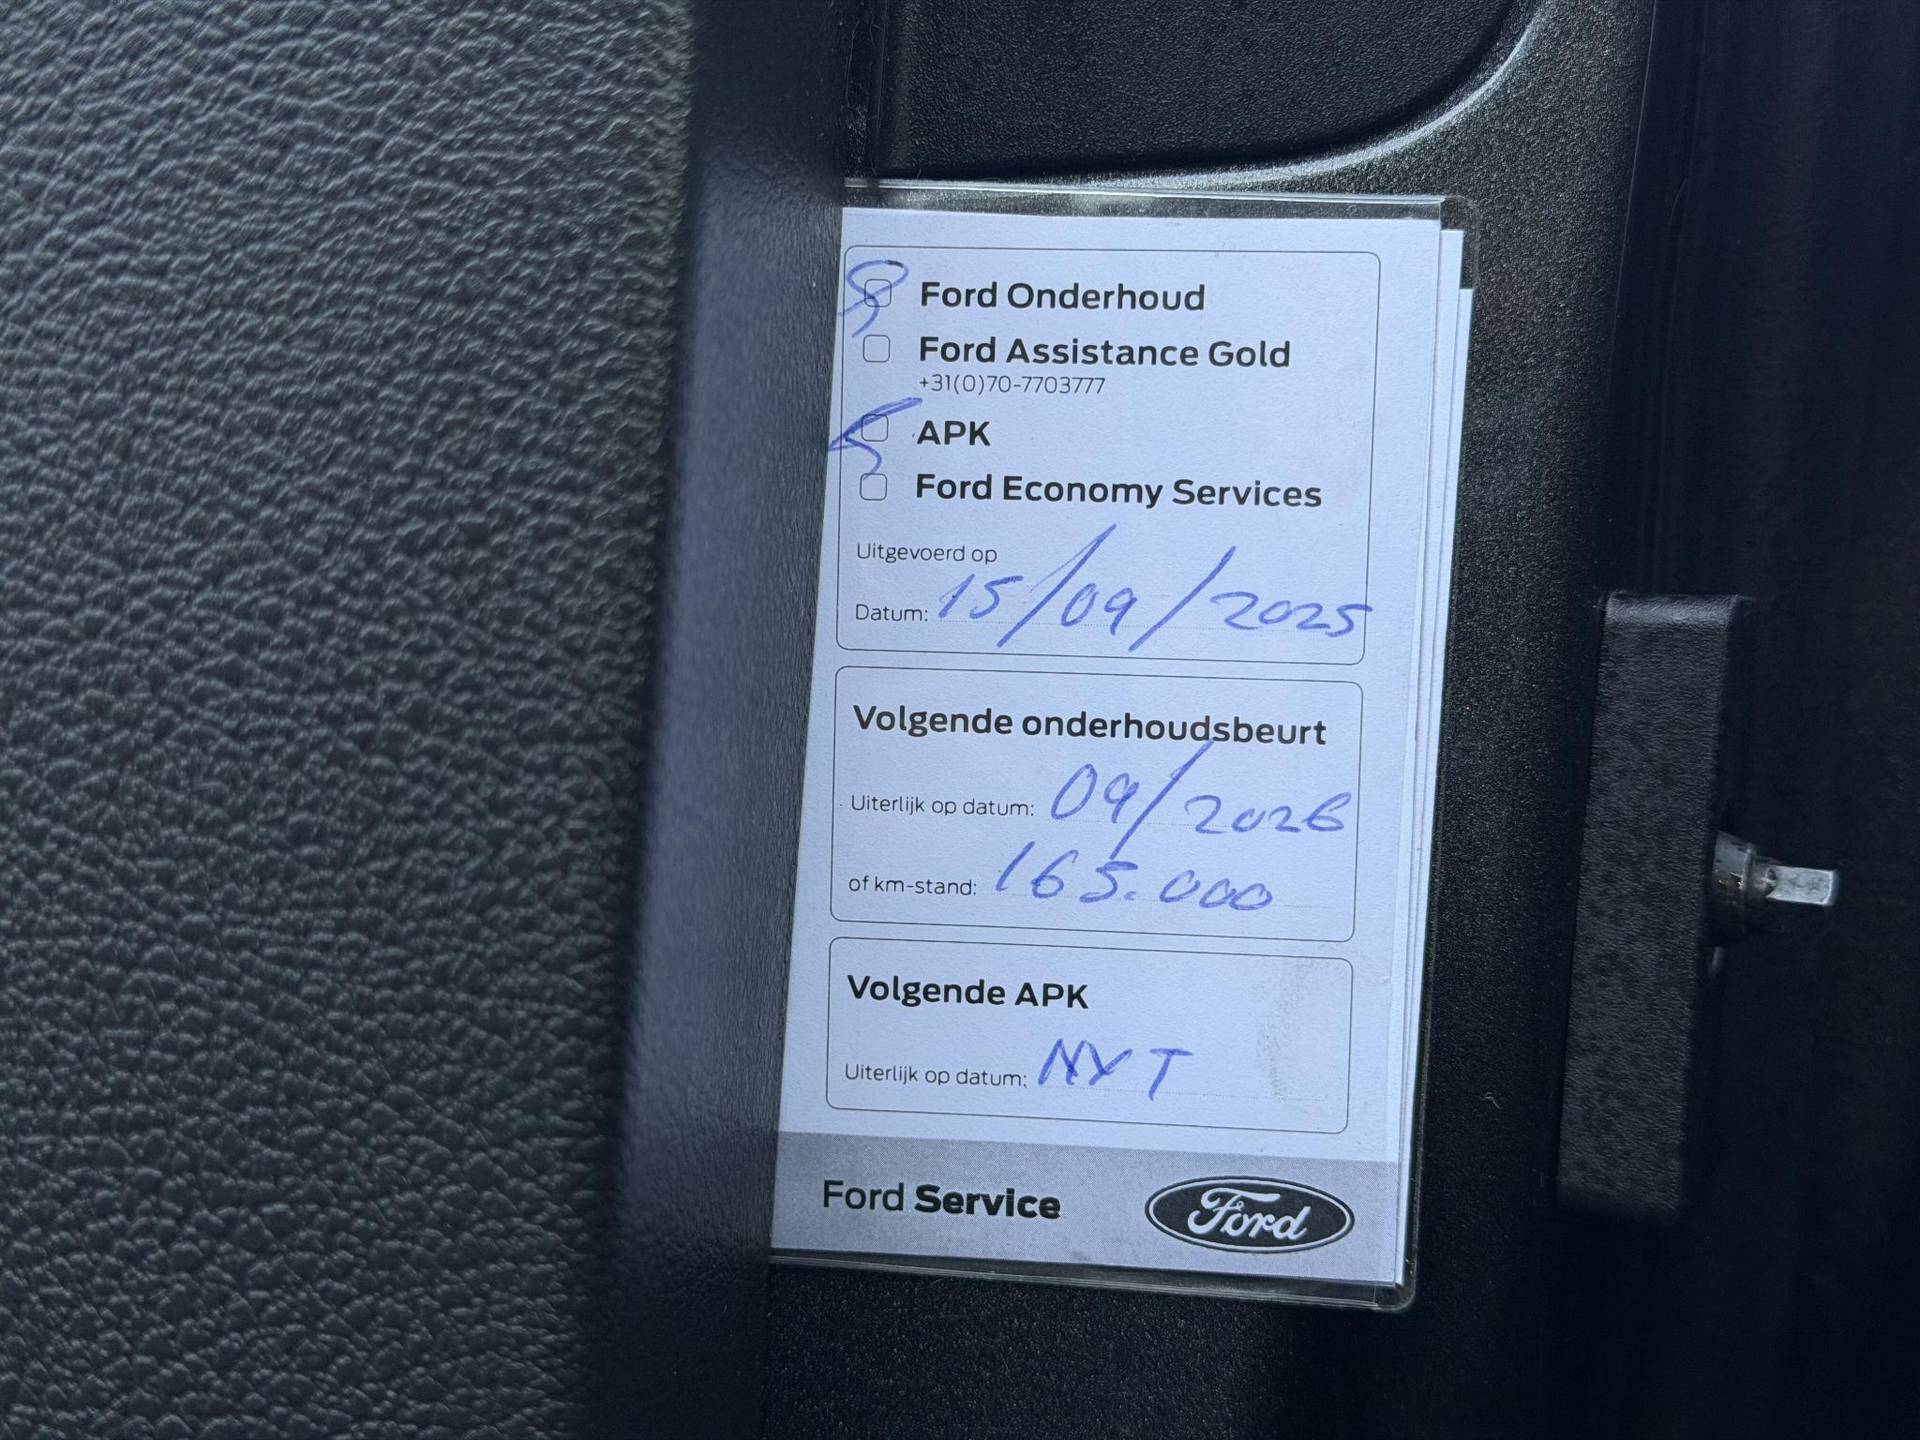 Ford Onderhoud
Ford Assistance Gold
+31(0)70-7703777
APK
Ford Economy Services
Uitgevoerd op
Datum: 15/09/2025
Volgende onderhoudsbeurt
Uiterlijk op datum: 09/2026
of km-stand: 165.000
Volgende APK
Uiterlijk op datum:
Ford Service
Ford